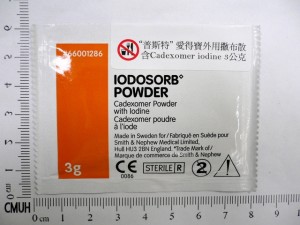 66001286
"普斯特"愛得寶外用撒布散
含Cadexomer iodine 3公克
IODOSORB°
POWDER
Cadexomer Powder
with Iodine
Cadexomer poudre
à l'iode
Made in Sweden for / Fabriqué en Suède pour
Smith & Nephew Medical Limited,
Hull HU3 2BN England *Trade Mark of /
Marque de commerce de Smith & Nephew
3g
CE
0086
STERILE R
2
CMUH
0 cm 1 2 3 4 5 6 7 8 9 10